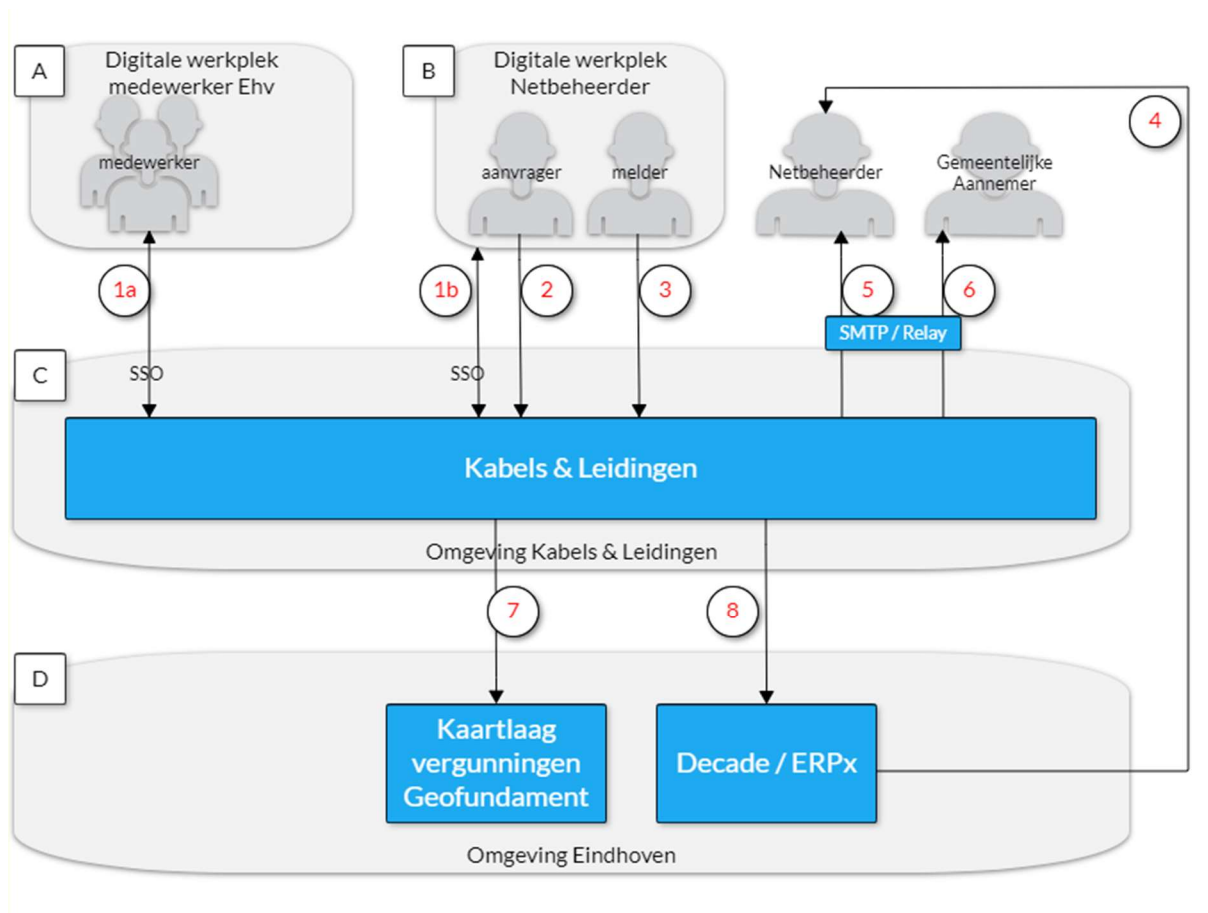 A
Digitale werkplek
medewerker Ehv
medewerker
B
Digitale werkplek
Netbeheerder
aanvrager
melder
Netbeheerder
Gemeentelijke
Aannemer
4
1a
1b
2
3
5
6
SMTP / Relay
C
SSO
SSO
Kabels & Leidingen
Omgeving Kabels & Leidingen
7
8
D
Kaartlaag
vergunningen
Geofundament
Decade / ERPx
Omgeving Eindhoven